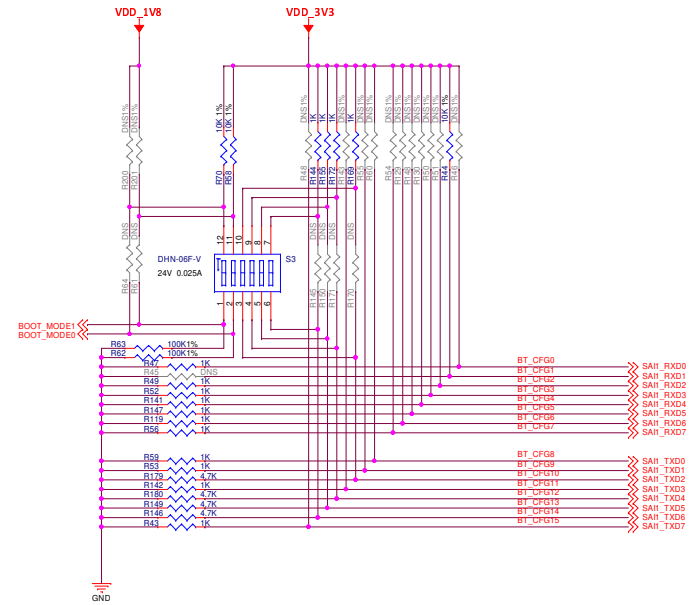 VDD_1V8
VDD_3V3
DNS1%
DNS1%
10K 1%
10K 1%
DNS1%
1K
1K
1K
DNS1%
1K
DNS1%
DNS1%
DNS1%
DNS1%
DNS1%
DNS1%
DNS1%
DNS1%
10K 1%
DNS1%
R200
R201
R70
R58
R48
R144
R172
R143
R169
R55
R60
R54
R148
R50
R51
R44
R46
DNS
DNS
12
11
10
9
8
7
DNS
DNS
DNS
DNS
DHN-06F-V
S3
24V 0.025A
R64
R61
R145
R150
R171
R170
1
2
3
4
5
6
BOOT_MODE1
BOOT_MODE0
R63 100K1%
R62 100K1%
R47 1K BT_CFG0 SAI1_RXD0
R45 DNS BT_CFG1 SAI1_RXD1
R49 1K BT_CFG2 SAI1_RXD2
R52 1K BT_CFG3 SAI1_RXD3
R141 1K BT_CFG4 SAI1_RXD4
R147 1K BT_CFG5 SAI1_RXD5
R119 1K BT_CFG6 SAI1_RXD6
R56 1K BT_CFG7 SAI1_RXD7
R59 1K BT_CFG8 SAI1_TXD0
R53 1K BT_CFG9 SAI1_TXD1
R179 4.7K BT_CFG10 SAI1_TXD2
R142 1K BT_CFG11 SAI1_TXD3
R180 4.7K BT_CFG12 SAI1_TXD4
R149 4.7K BT_CFG13 SAI1_TXD5
R146 4.7K BT_CFG14 SAI1_TXD6
R43 1K BT_CFG15 SAI1_TXD7
GND